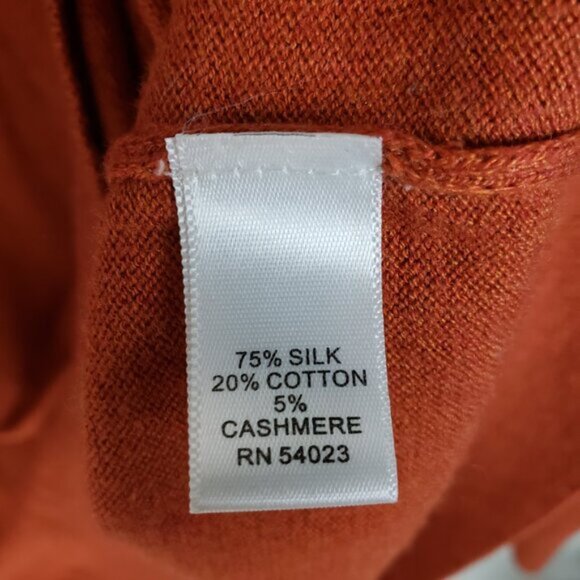 75% SILK
20% COTTON
5%
CASHMERE
RN 54023